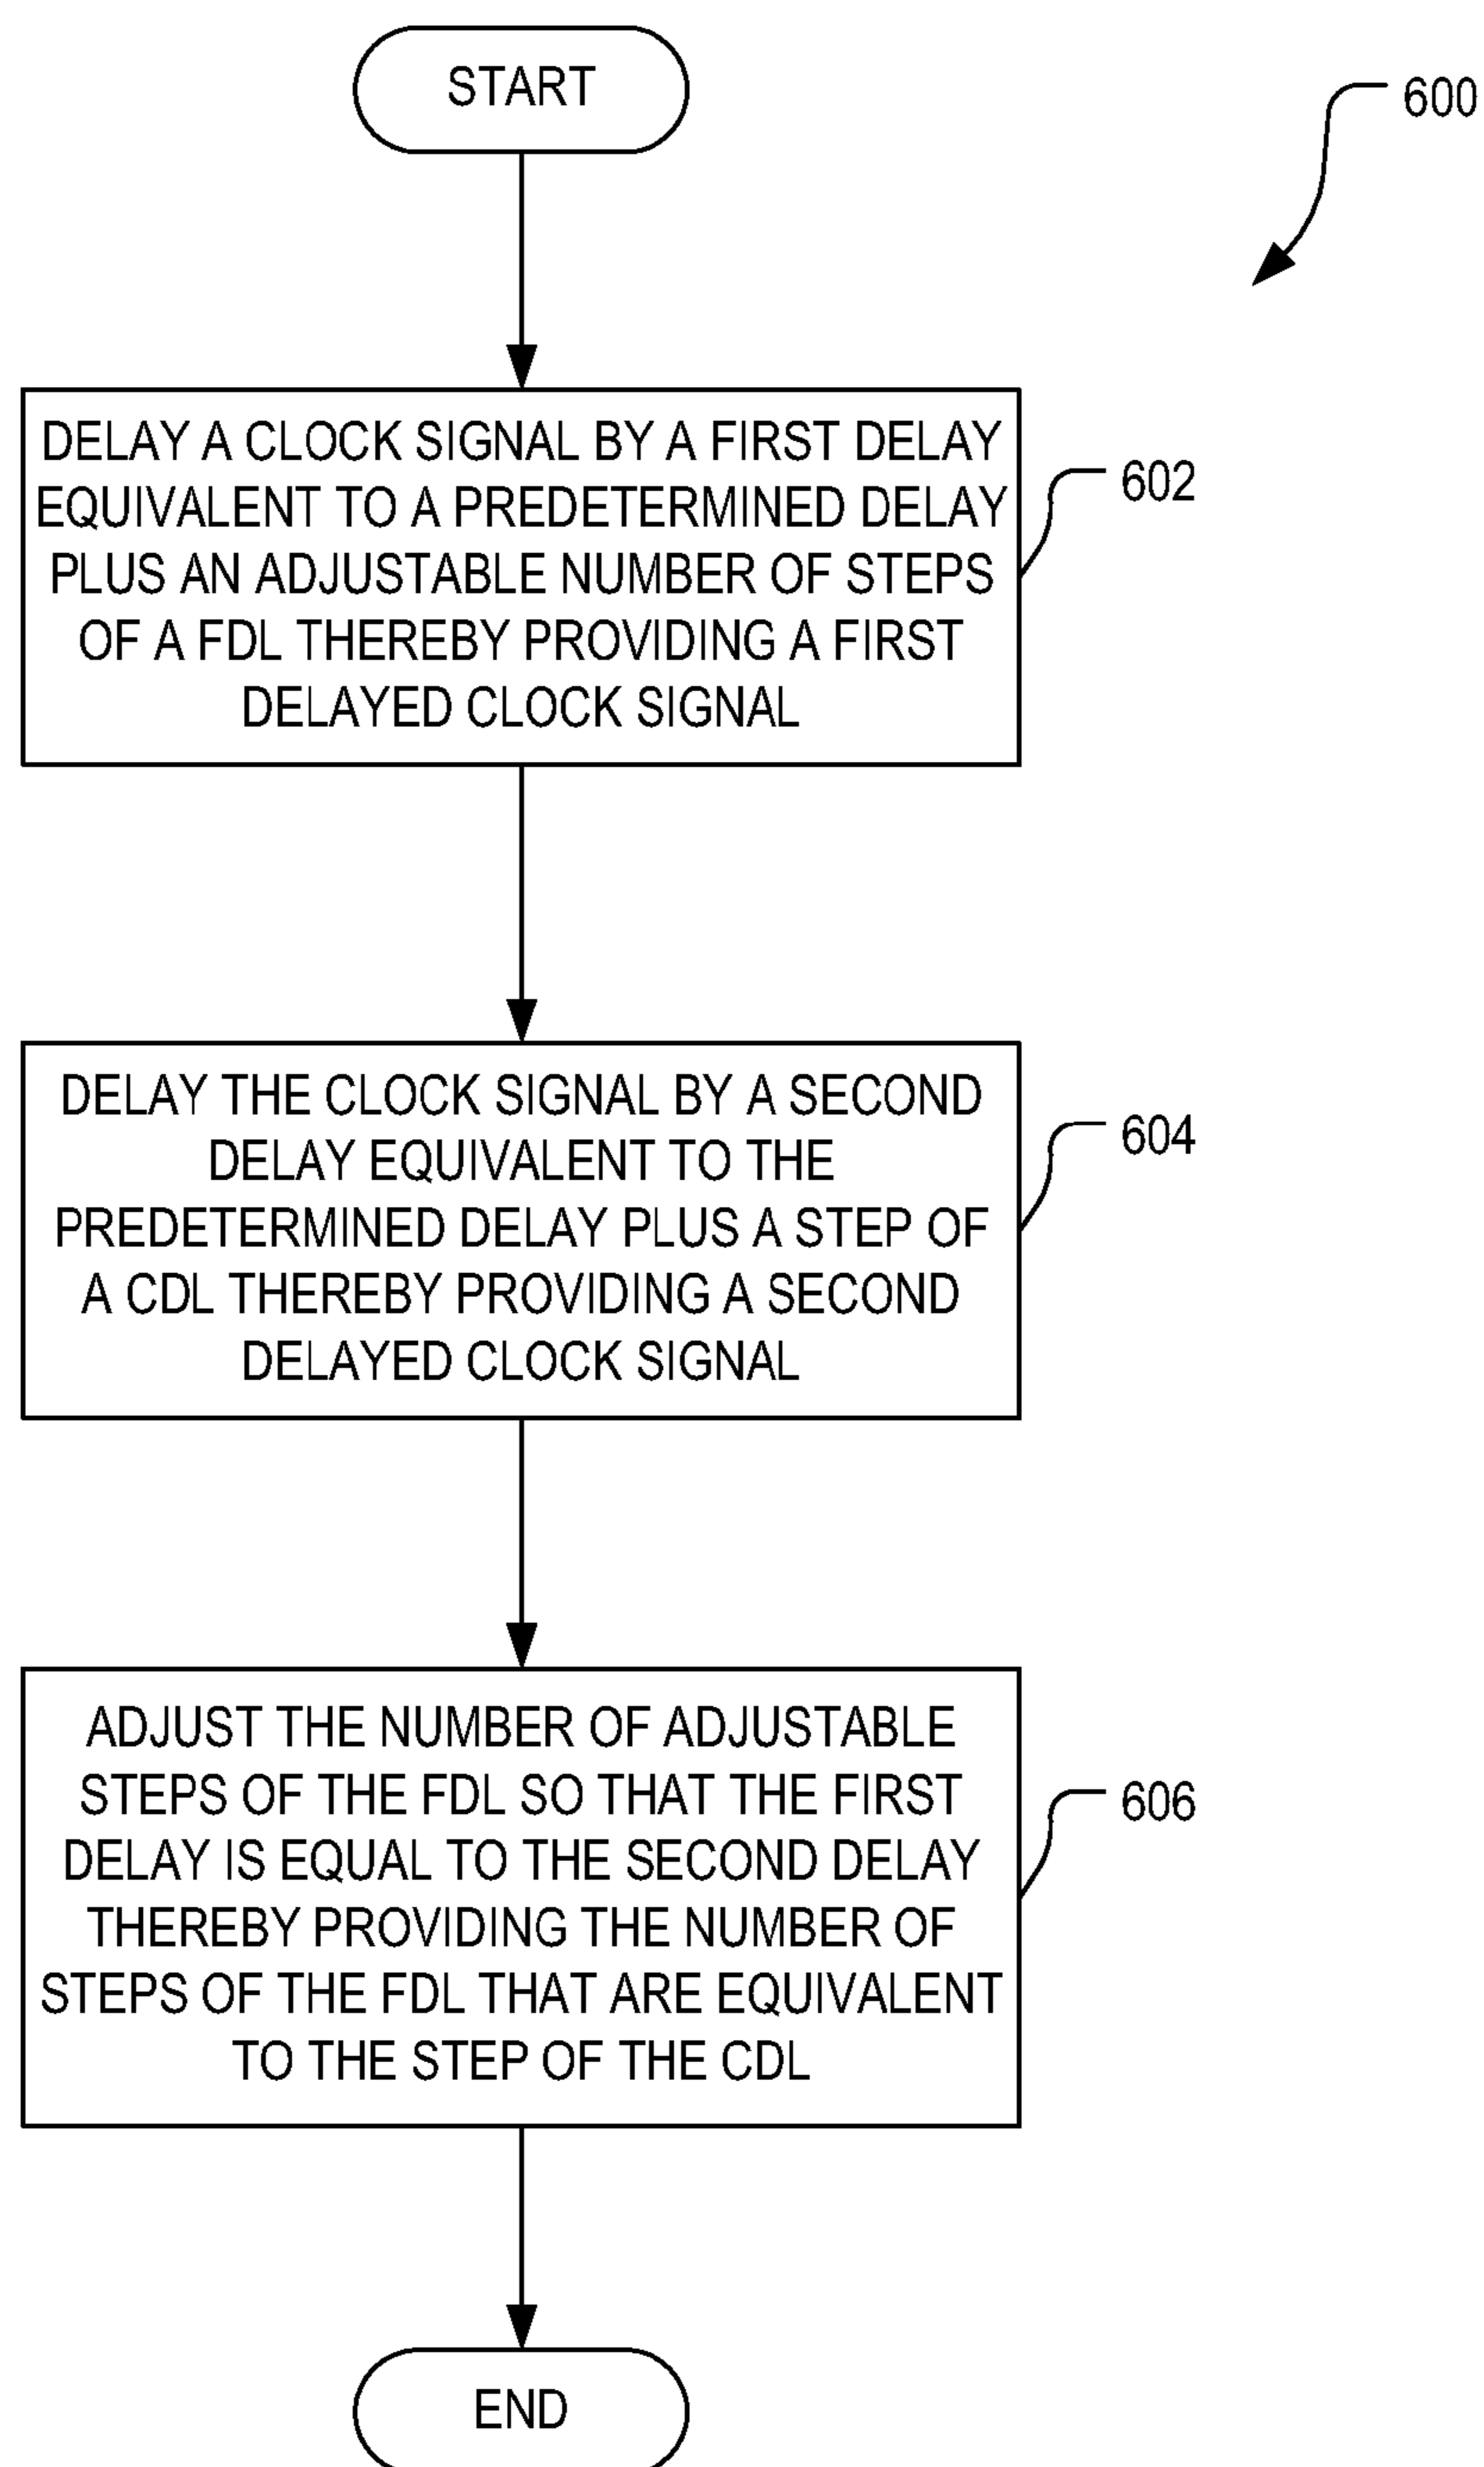 START
600
DELAY A CLOCK SIGNAL BY A FIRST DELAY
EQUIVALENT TO A PREDETERMINED DELAY
PLUS AN ADJUSTABLE NUMBER OF STEPS
OF A FDL THEREBY PROVIDING A FIRST
DELAYED CLOCK SIGNAL
602
DELAY THE CLOCK SIGNAL BY A SECOND
DELAY EQUIVALENT TO THE
PREDETERMINED DELAY PLUS A STEP OF
A CDL THEREBY PROVIDING A SECOND
DELAYED CLOCK SIGNAL
604
ADJUST THE NUMBER OF ADJUSTABLE
STEPS OF THE FDL SO THAT THE FIRST
DELAY IS EQUAL TO THE SECOND DELAY
THEREBY PROVIDING THE NUMBER OF
STEPS OF THE FDL THAT ARE EQUIVALENT
TO THE STEP OF THE CDL
606
END